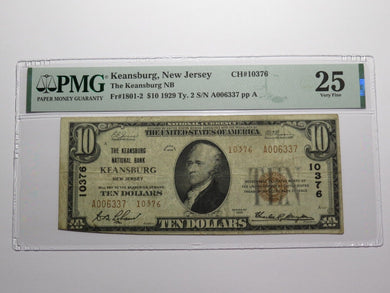 PMG
PAPER MONEY GUARANTY
Keansburg, New Jersey CH#10376
The Keansburg NB
Fr#1801-2 $10 1929 Ty. 2 S/N A006337 pp A
25
Very Fine
THE UNITED STATES OF AMERICA
10
10
THE KEANSBURG
NATIONAL BANK
KEANSBURG
NEW JERSEY
TEN DOLLARS
A006337 10376
10376 A006337
10376
10376
TEN DOLLARS